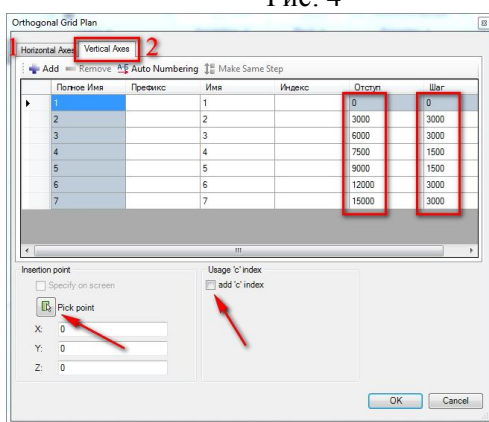 Рис. 4
Orthogonal Grid Plan
1 Horizontal Axes Vertical Axes 2
Add Remove Auto Numbering Make Same Step
Полное Имя Префикс Имя Индекс Отступ Шаг
1 1 0 0
2 2 3000 3000
3 3 6000 3000
4 4 7500 1500
5 5 9000 1500
6 6 12000 3000
7 7 15000 3000
Insertion point Usage 'c' index
Specify on screen add 'c' index
Pick point
X: 0
Y: 0
Z: 0
OK Cancel